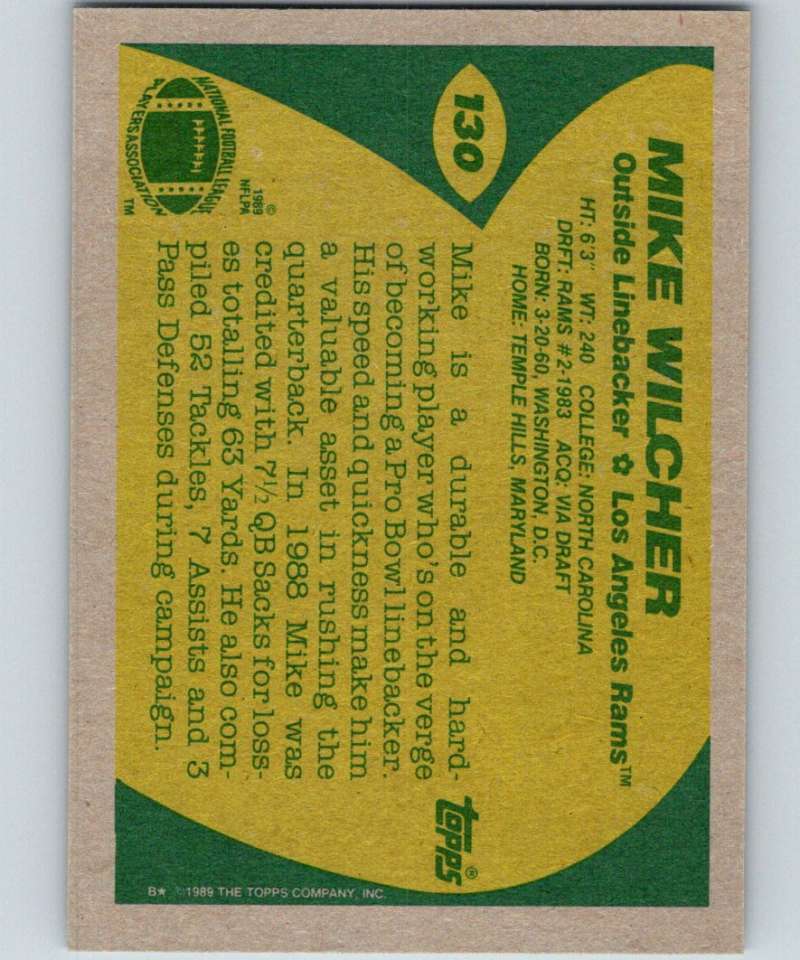 130
MIKE WILCHER
Outside Linebacker ✩ Los Angeles Rams™
HT: 6'3" WT: 240 COLLEGE: NORTH CAROLINA
DRFT: RAMS #2-1983 ACQ: VIA DRAFT
BORN: 3-20-60, WASHINGTON, D.C.
HOME: TEMPLE HILLS, MARYLAND
Mike is a durable and hard-
working player who's on the verge
of becoming a Pro Bowl linebacker.
His speed and quickness make him
a valuable asset in rushing the
quarterback. In 1988 Mike was
credited with 7½ QB Sacks for loss-
es totalling 63 Yards. He also com-
piled 52 Tackles, 7 Assists and 3
Pass Defenses during campaign.
NATIONAL FOOTBALL LEAGUE
PLAYERS ASSOCIATION
™
©
1989
NFLPA
topps®
B★ ©1989 THE TOPPS COMPANY, INC.